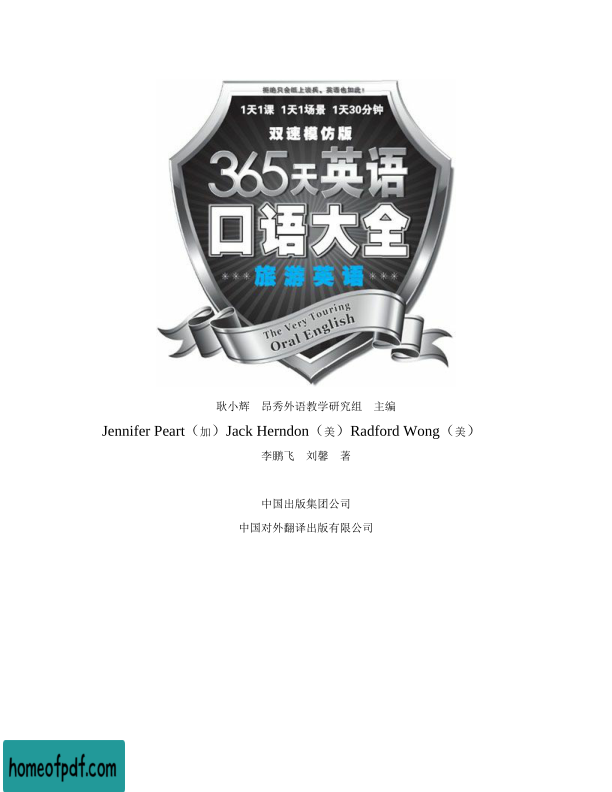 拒绝只会纸上谈兵，英语也如此！
1天1课 1天1场景 1天30分钟
双速模仿版
365天英语
口语大全
***旅游英语***
The Very Touring
Oral English
耿小辉 昂秀外语教学研究组 主编
Jennifer Peart（加）Jack Herndon（美）Radford Wong（美）
李鹏飞 刘馨 著
中国出版集团公司
中国对外翻译出版有限公司
homeofpdf.com